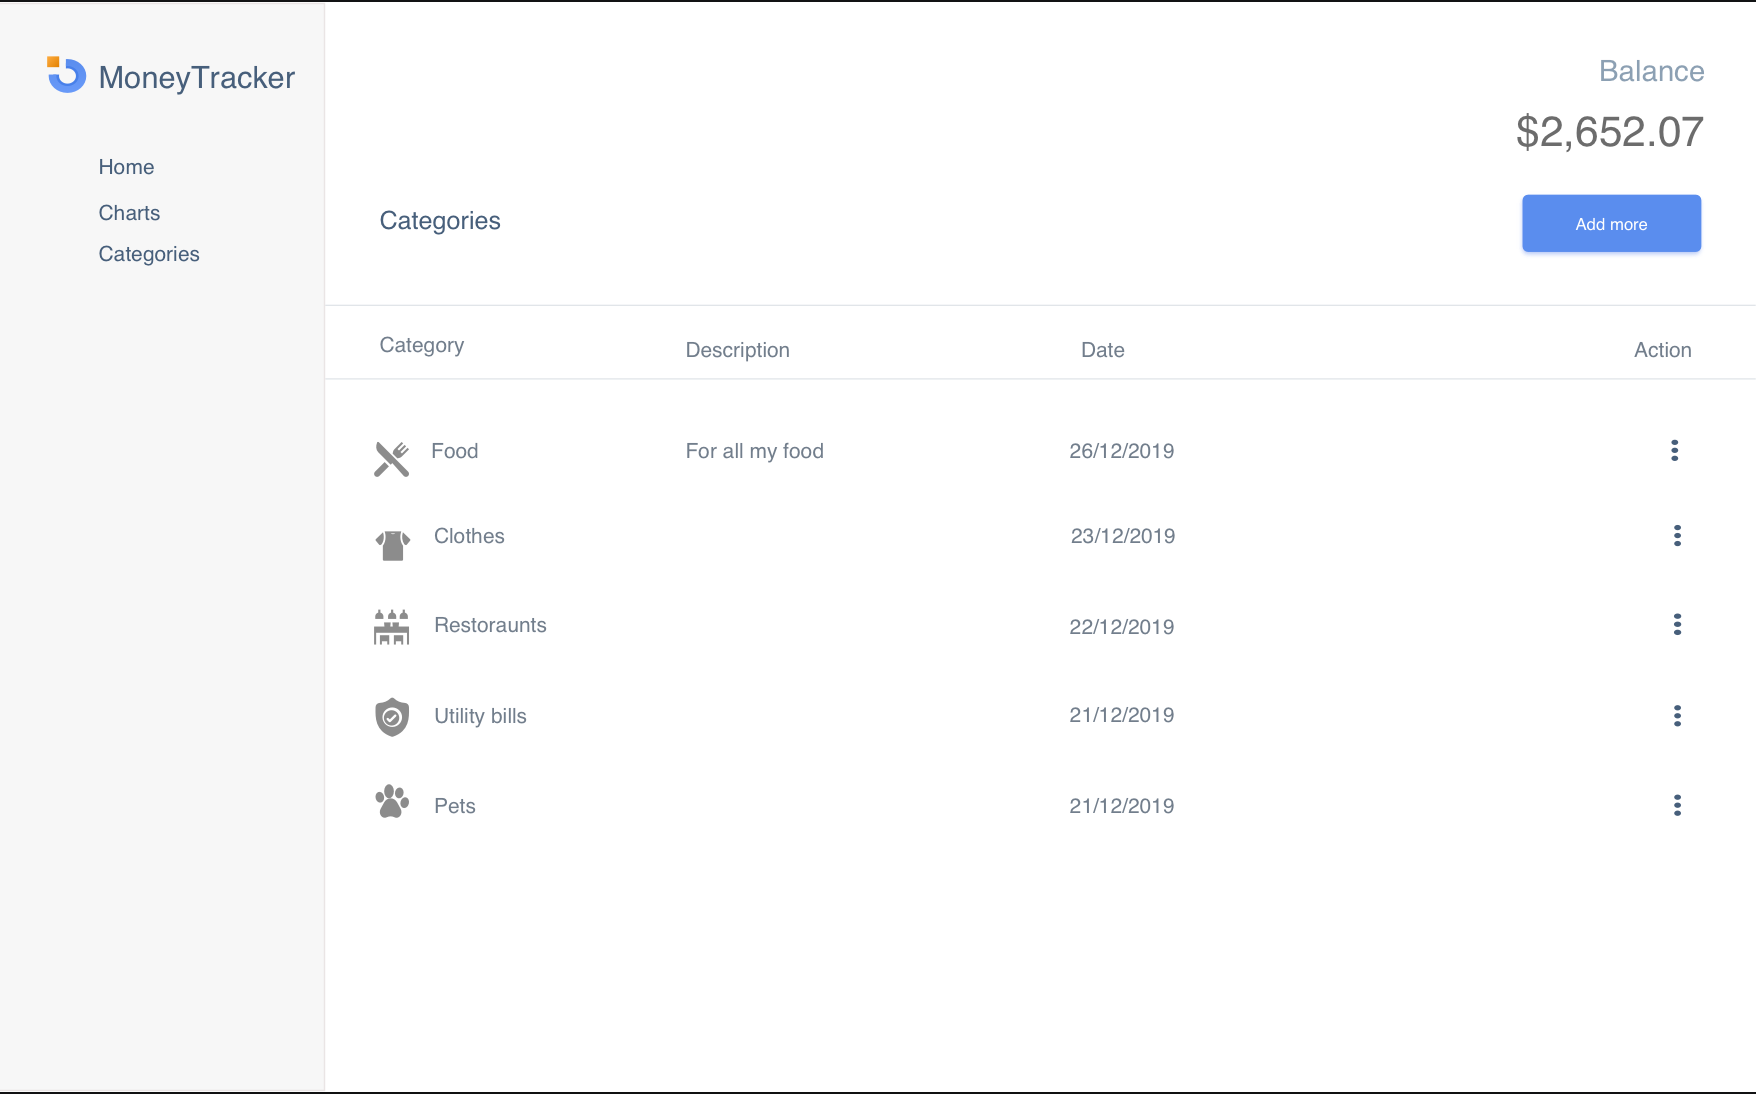 MoneyTracker
Home
Charts
Categories
Balance
$2,652.07
Categories
Add more
Category Description Date Action
Food For all my food 26/12/2019
Clothes 23/12/2019
Restoraunts 22/12/2019
Utility bills 21/12/2019
Pets 21/12/2019